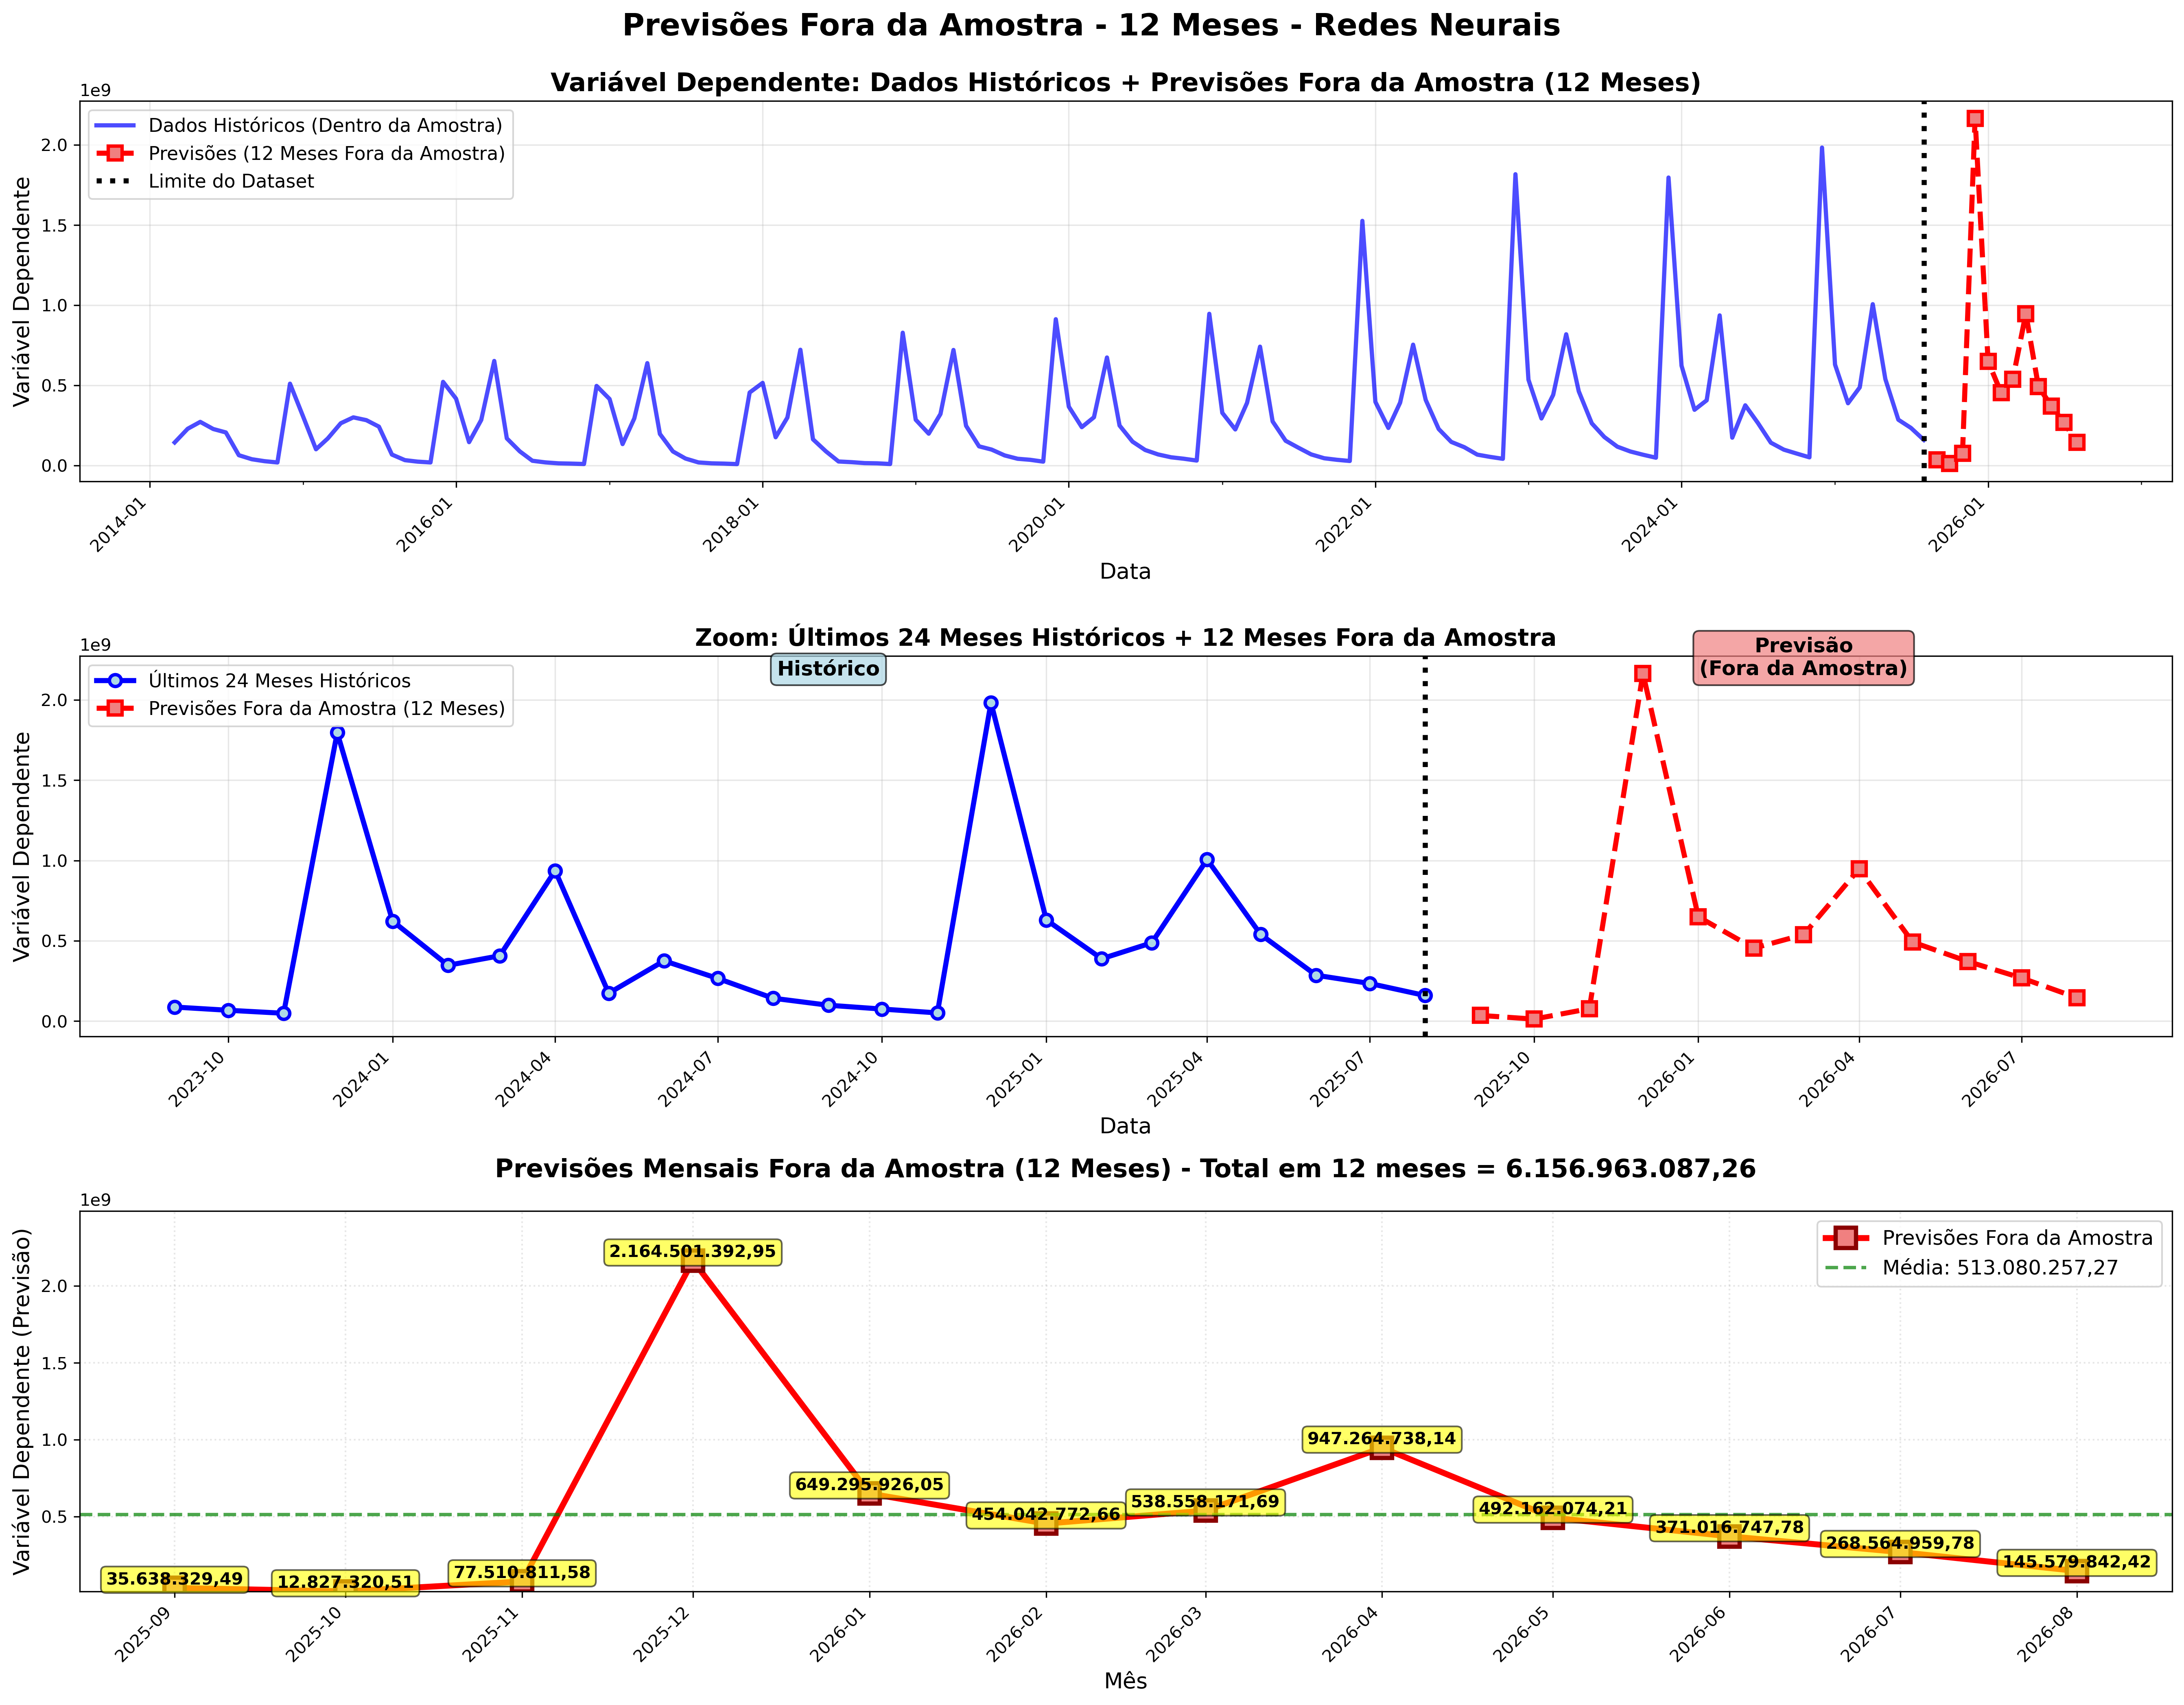 Previsões Fora da Amostra - 12 Meses - Redes Neurais
Variável Dependente: Dados Históricos + Previsões Fora da Amostra (12 Meses)
1e9
Dados Históricos (Dentro da Amostra)
Previsões (12 Meses Fora da Amostra)
Limite do Dataset
Variável Dependente
2.0
1.5
1.0
0.5
0.0
2014-01
2016-01
2018-01
2020-01
2022-01
2024-01
2026-01
Data
Zoom: Últimos 24 Meses Históricos + 12 Meses Fora da Amostra
1e9
Últimos 24 Meses Históricos
Previsões Fora da Amostra (12 Meses)
Histórico
Previsão
(Fora da Amostra)
Variável Dependente
2.0
1.5
1.0
0.5
0.0
2023-10
2024-01
2024-04
2024-07
2024-10
2025-01
2025-04
2025-07
2025-10
2026-01
2026-04
2026-07
Data
Previsões Mensais Fora da Amostra (12 Meses) - Total em 12 meses = 6.156.963.087,26
1e9
Previsões Fora da Amostra
Média: 513.080.257,27
Variável Dependente (Previsão)
2.0
1.5
1.0
0.5
35.638.329,49
12.827.320,51
77.510.811,58
2.164.501.392,95
649.295.926,05
454.042.772,66
538.558.171,69
947.264.738,14
492.162.074,21
371.016.747,78
268.564.959,78
145.579.842,42
2025-09
2025-10
2025-11
2025-12
2026-01
2026-02
2026-03
2026-04
2026-05
2026-06
2026-07
2026-08
Mês